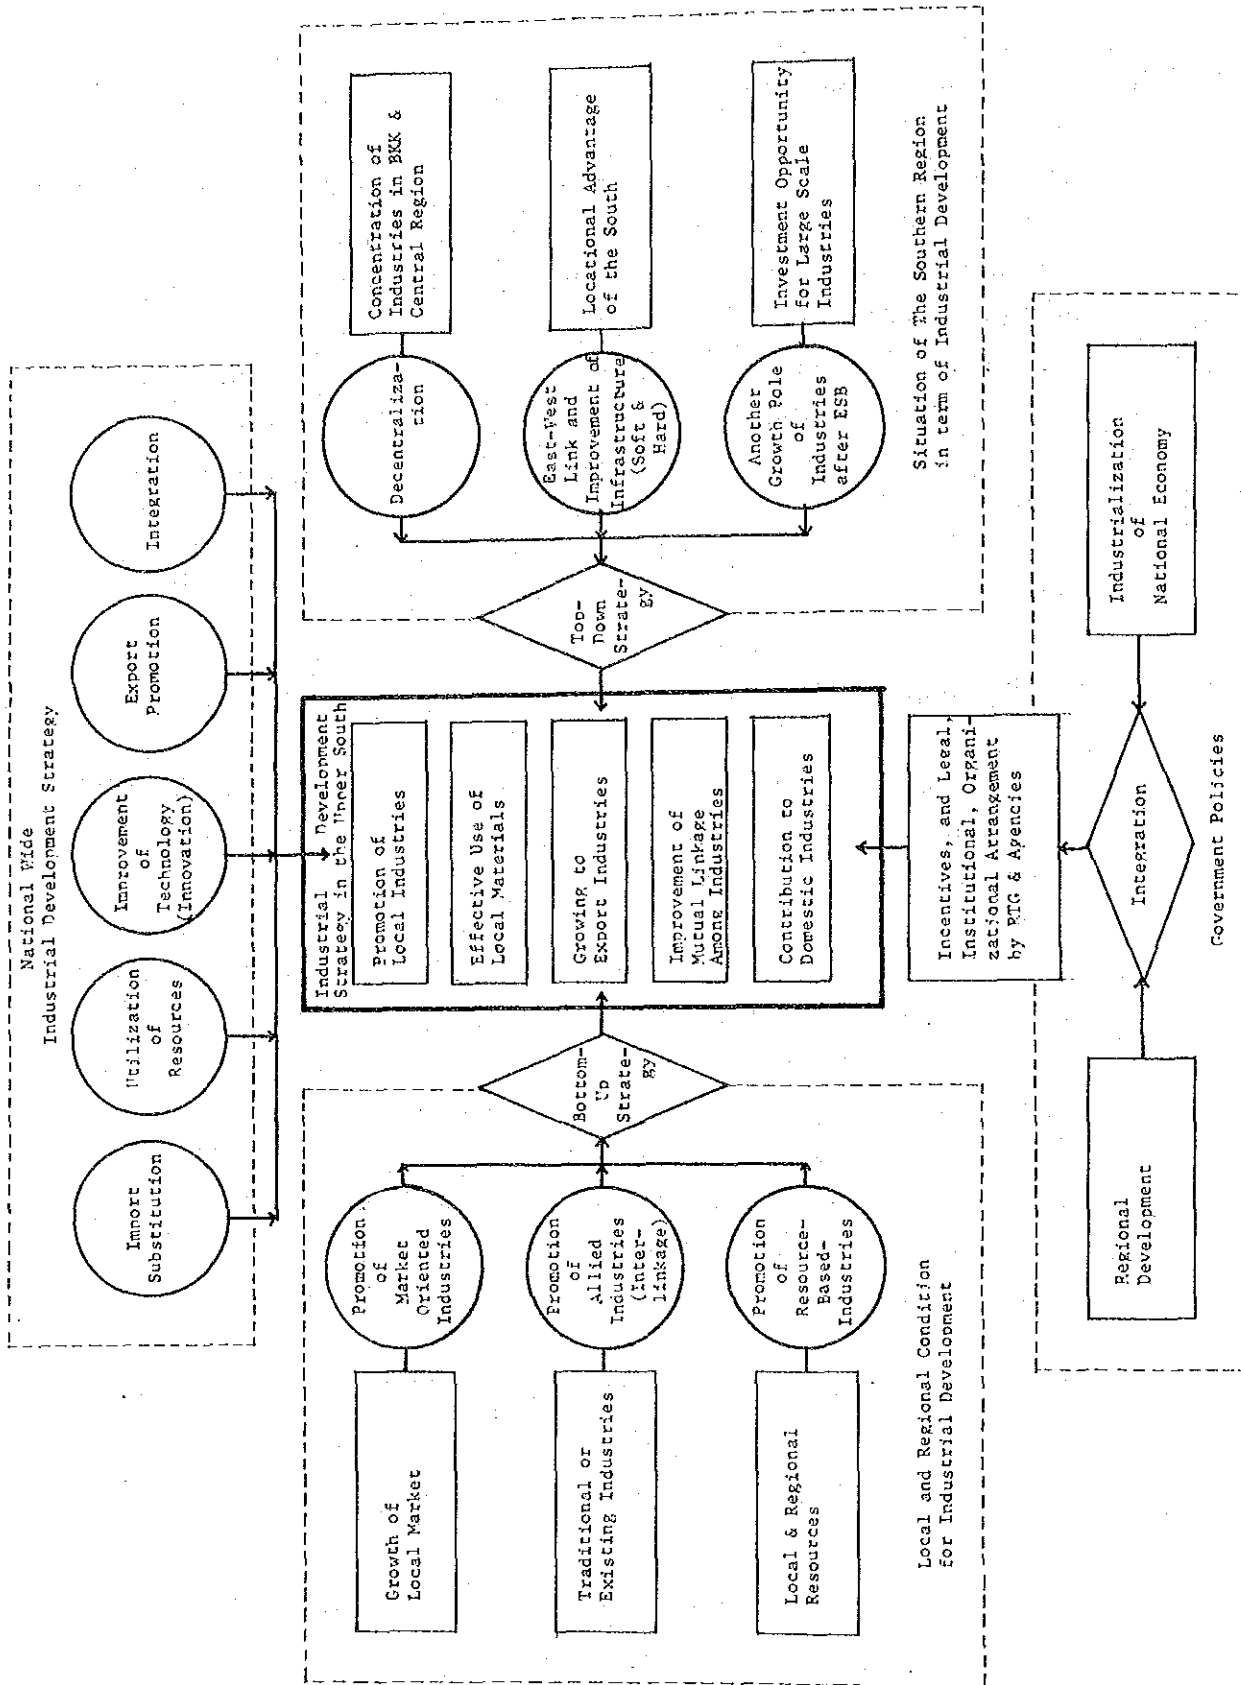 National Wide
Industrial Development Strategy
Import
Substitution
Utilization
of
Resources
Improvement
of
Technology
(Innovation)
Export
Promotion
Integration
Growth of
Local Market
Promotion
of
Market
Oriented
Industries
Traditional or
Existing Industries
Promotion
of
Allied
Industries
(Inter-
linkage)
Local & Regional
Resources
Promotion
of
Resource-
Based-
Industries
Bottom-
Up
Strate-
gy
Local and Regional Condition
for Industrial Development
Industrial Development
Strategy in the Upper South
Promotion of
Local Industries
Effective Use of
Local Materials
Growing to
Export Industries
Improvement of
Mutual Linkage
Among Industries
Contribution to
Domestic Industries
Top-
Down
Strate-
gy
Decentraliza-
tion
Concentration of
Industries in BKK &
Central Region
East-West
Link and
Improvement of
Infrastructure
(Soft &
Hard)
Locational Advantage
of the South
Another
Growth Pole
of
Industries
after ESB
Investment Opportunity
for Large Scale
Industries
Situation of The Southern Region
in term of Industrial Development
Incentives, and Legal,
Institutional, Organi-
zational Arrangement
by RTG & Agencies
Regional
Development
Integration
Industrialization
of
National Economy
Government Policies